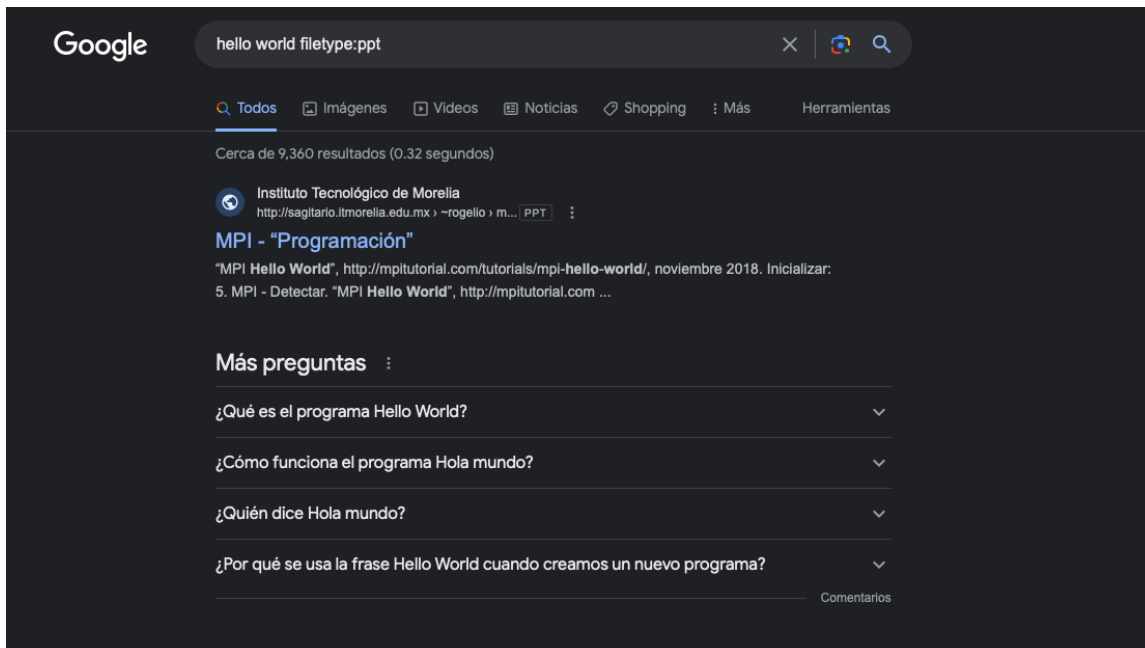 Google
hello world filetype:ppt
Todos Imágenes Videos Noticias Shopping Más Herramientas
Cerca de 9,360 resultados (0.32 segundos)
Instituto Tecnológico de Morelia
http://sagitario.itmorelia.edu.mx › ~rogelio › m... PPT
MPI - “Programación”
"MPI Hello World", http://mpitutorial.com/tutorials/mpi-hello-world/, noviembre 2018. Inicializar:
5. MPI - Detectar. "MPI Hello World", http://mpitutorial.com ...
Más preguntas
¿Qué es el programa Hello World?
¿Cómo funciona el programa Hola mundo?
¿Quién dice Hola mundo?
¿Por qué se usa la frase Hello World cuando creamos un nuevo programa?
Comentarios